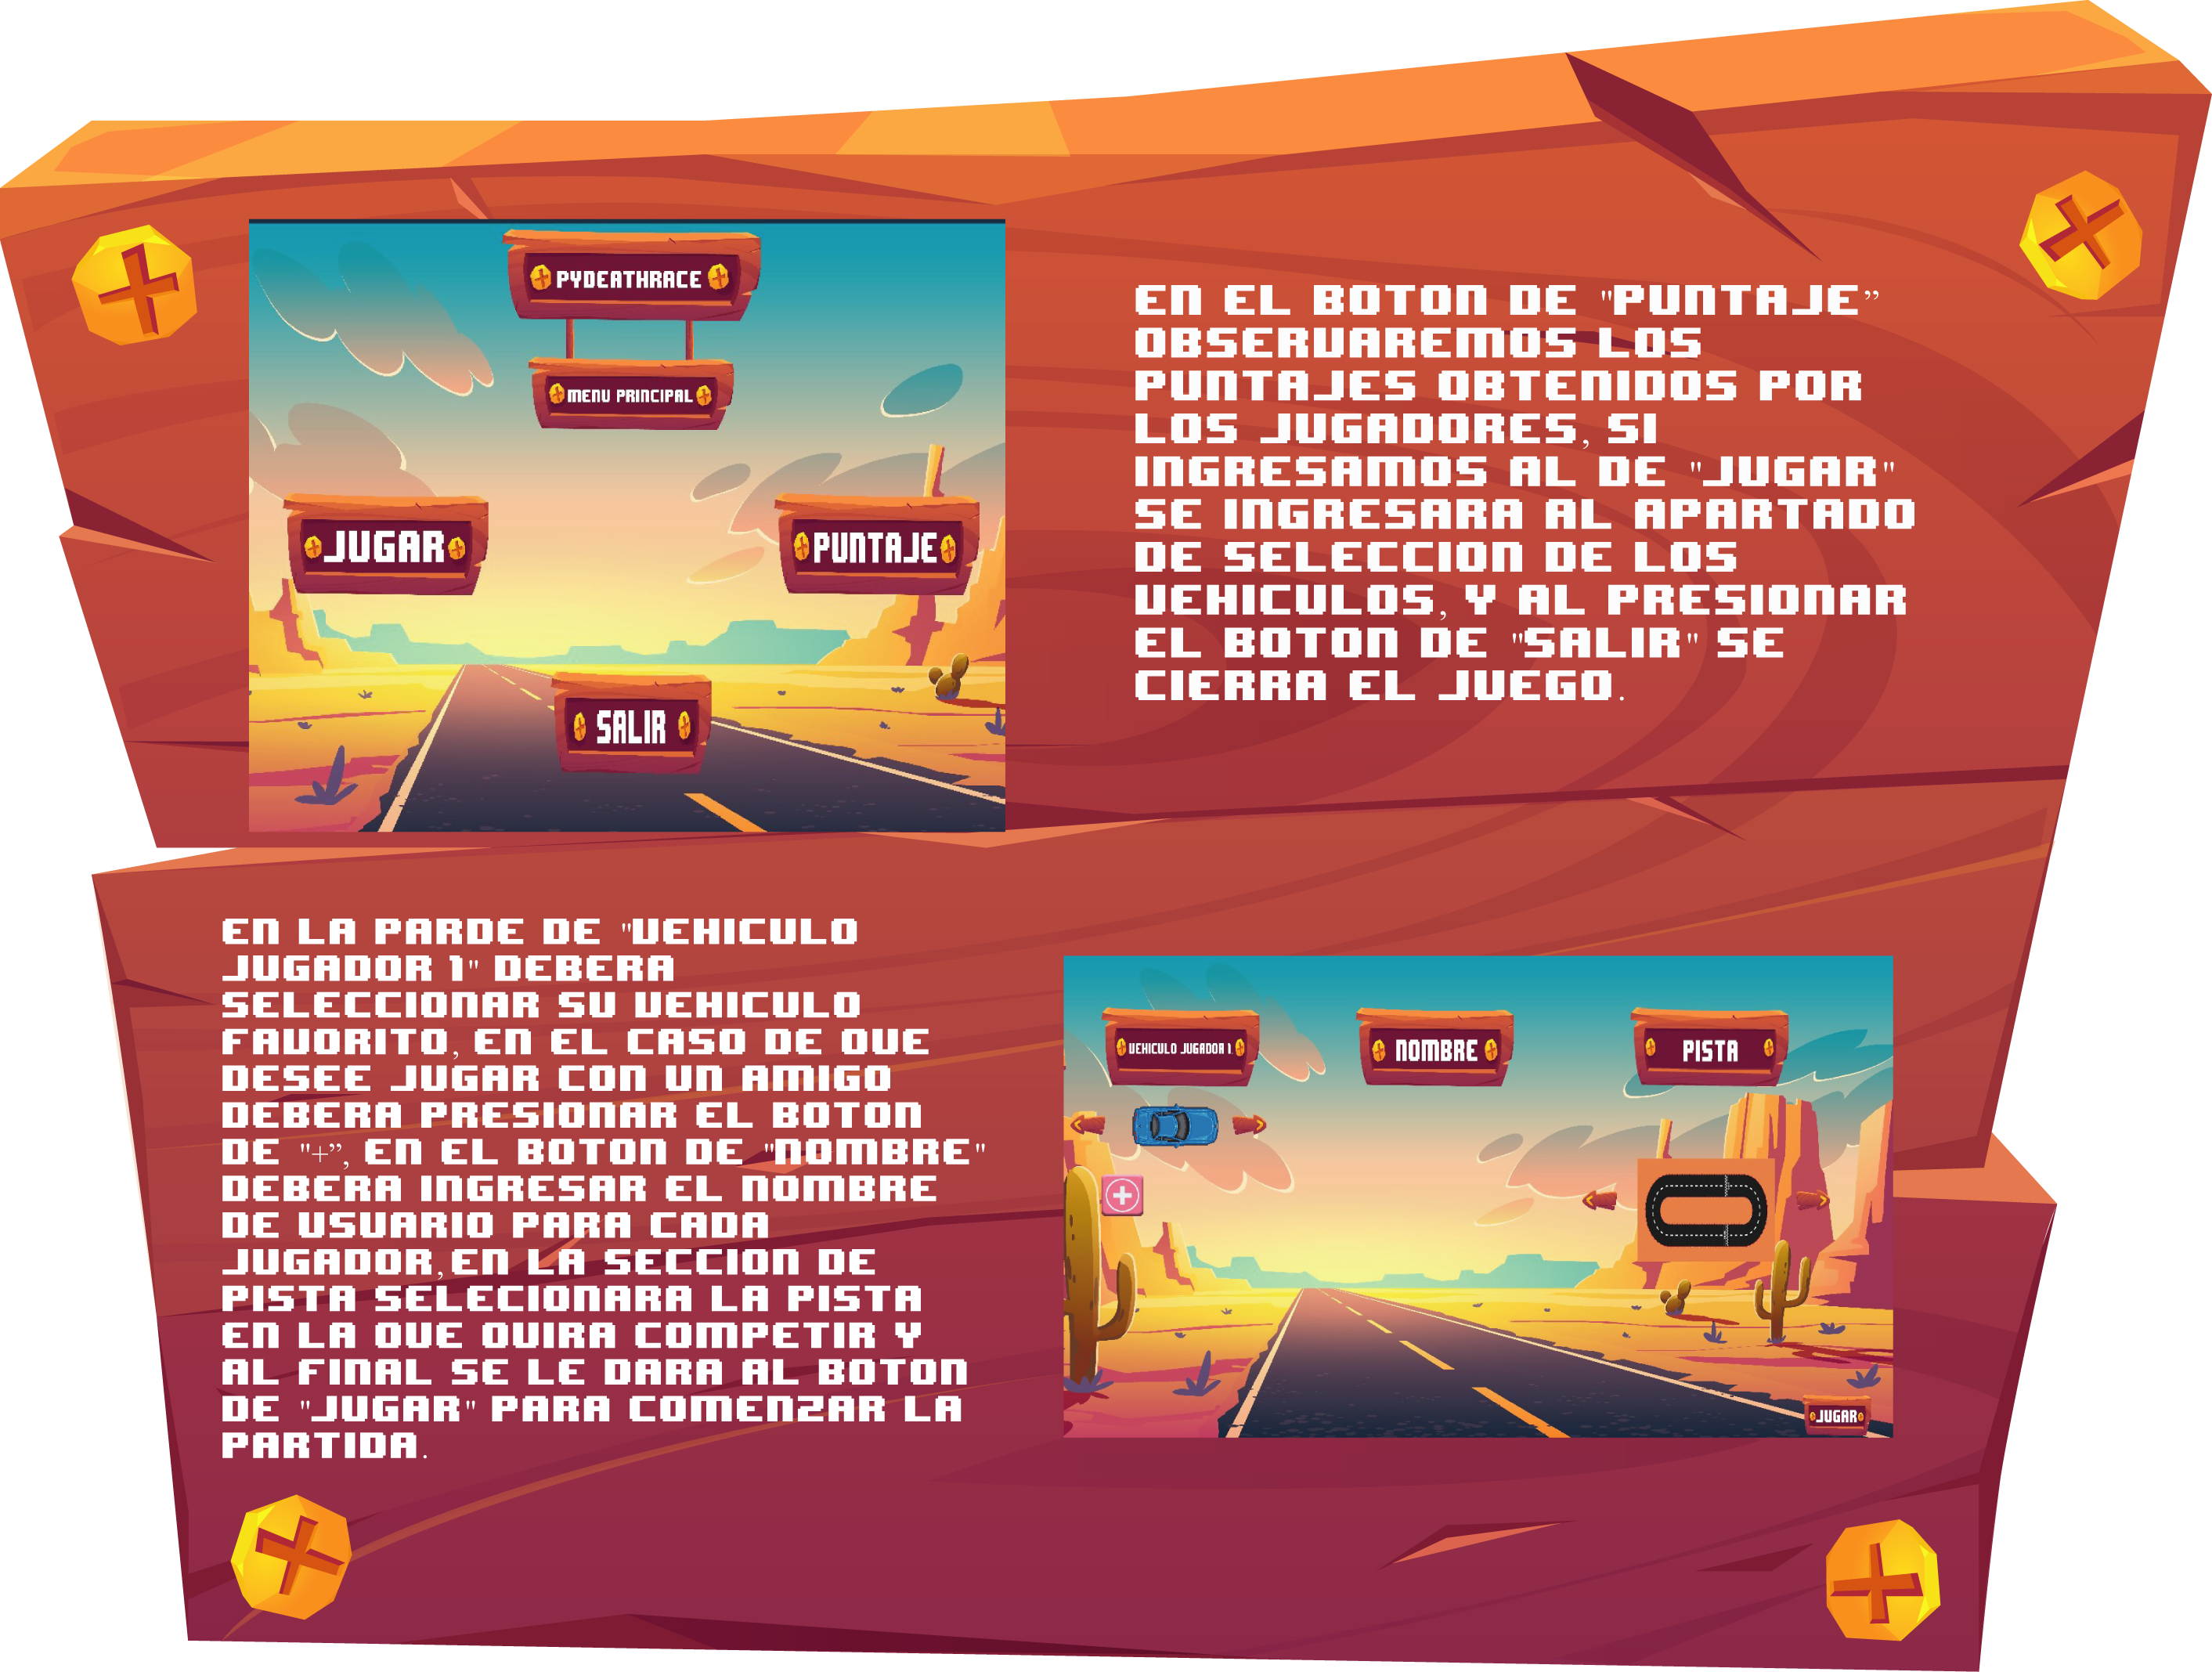 PYDEATHRACE
MENU PRINCIPAL
JUGAR
PUNTAJE
SALIR
EN EL BOTON DE "PUNTAJE”
OBSERVAREMOS LOS
PUNTAJES OBTENIDOS POR
LOS JUGADORES, SI
INGRESAMOS AL DE "JUGAR"
SE INGRESARA AL APARTADO
DE SELECCION DE LOS
VEHICULOS, Y AL PRESIONAR
EL BOTON DE "SALIR" SE
CIERRA EL JUEGO.
EN LA PARDE DE "VEHICULO
JUGADOR 1" DEBERA
SELECCIONAR SU VEHICULO
FAVORITO, EN EL CASO DE QUE
DESEE JUGAR CON UN AMIGO
DEBERA PRESIONAR EL BOTON
DE "+”, EN EL BOTON DE "NOMBRE"
DEBERA INGRESAR EL NOMBRE
DE USUARIO PARA CADA
JUGADOR,EN LA SECCION DE
PISTA SELECIONARA LA PISTA
EN LA QUE QUIRA COMPETIR Y
AL FINAL SE LE DARA AL BOTON
DE "JUGAR" PARA COMENZAR LA
PARTIDA.
VEHICULO JUGADOR 1
NOMBRE
PISTA
JUGAR